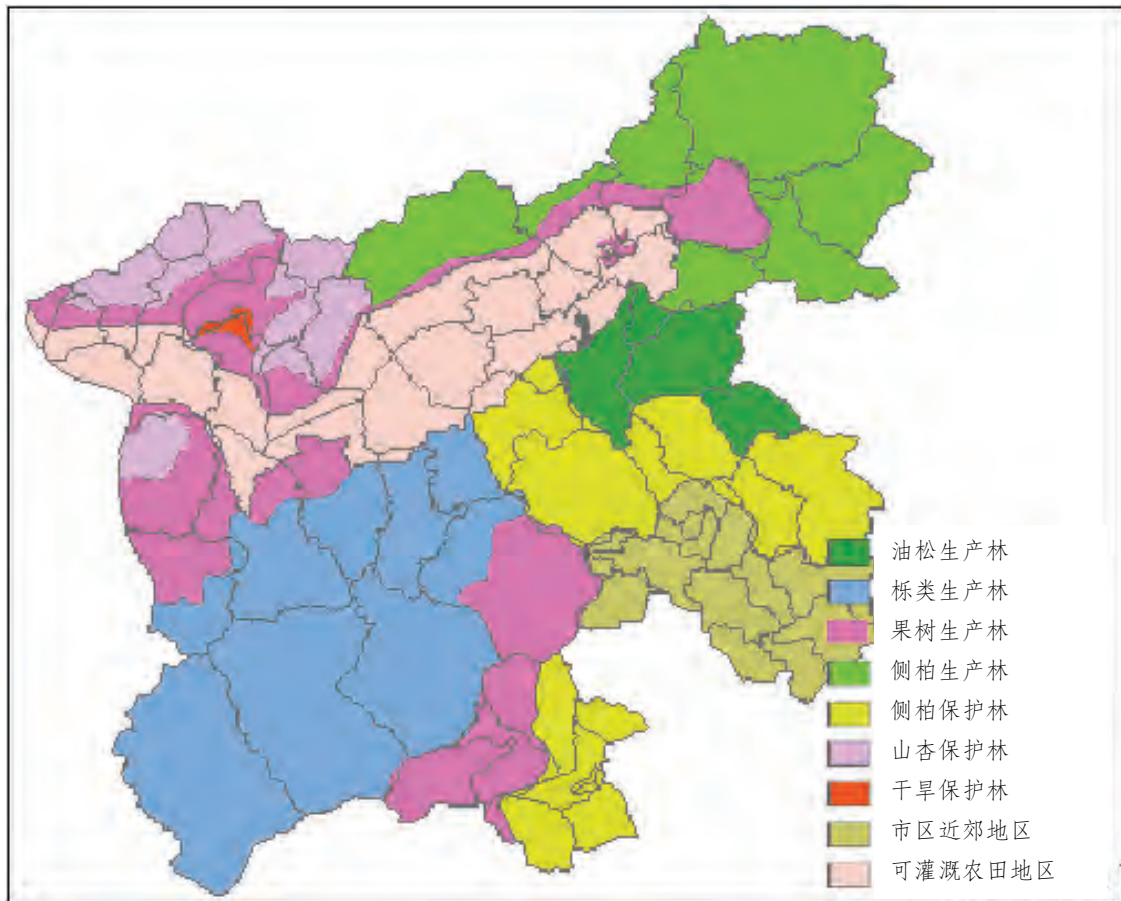 油松生产林
栎类生产林
果树生产林
侧柏生产林
侧柏保护林
山杏保护林
干旱保护林
市区近郊地区
可灌溉农田地区